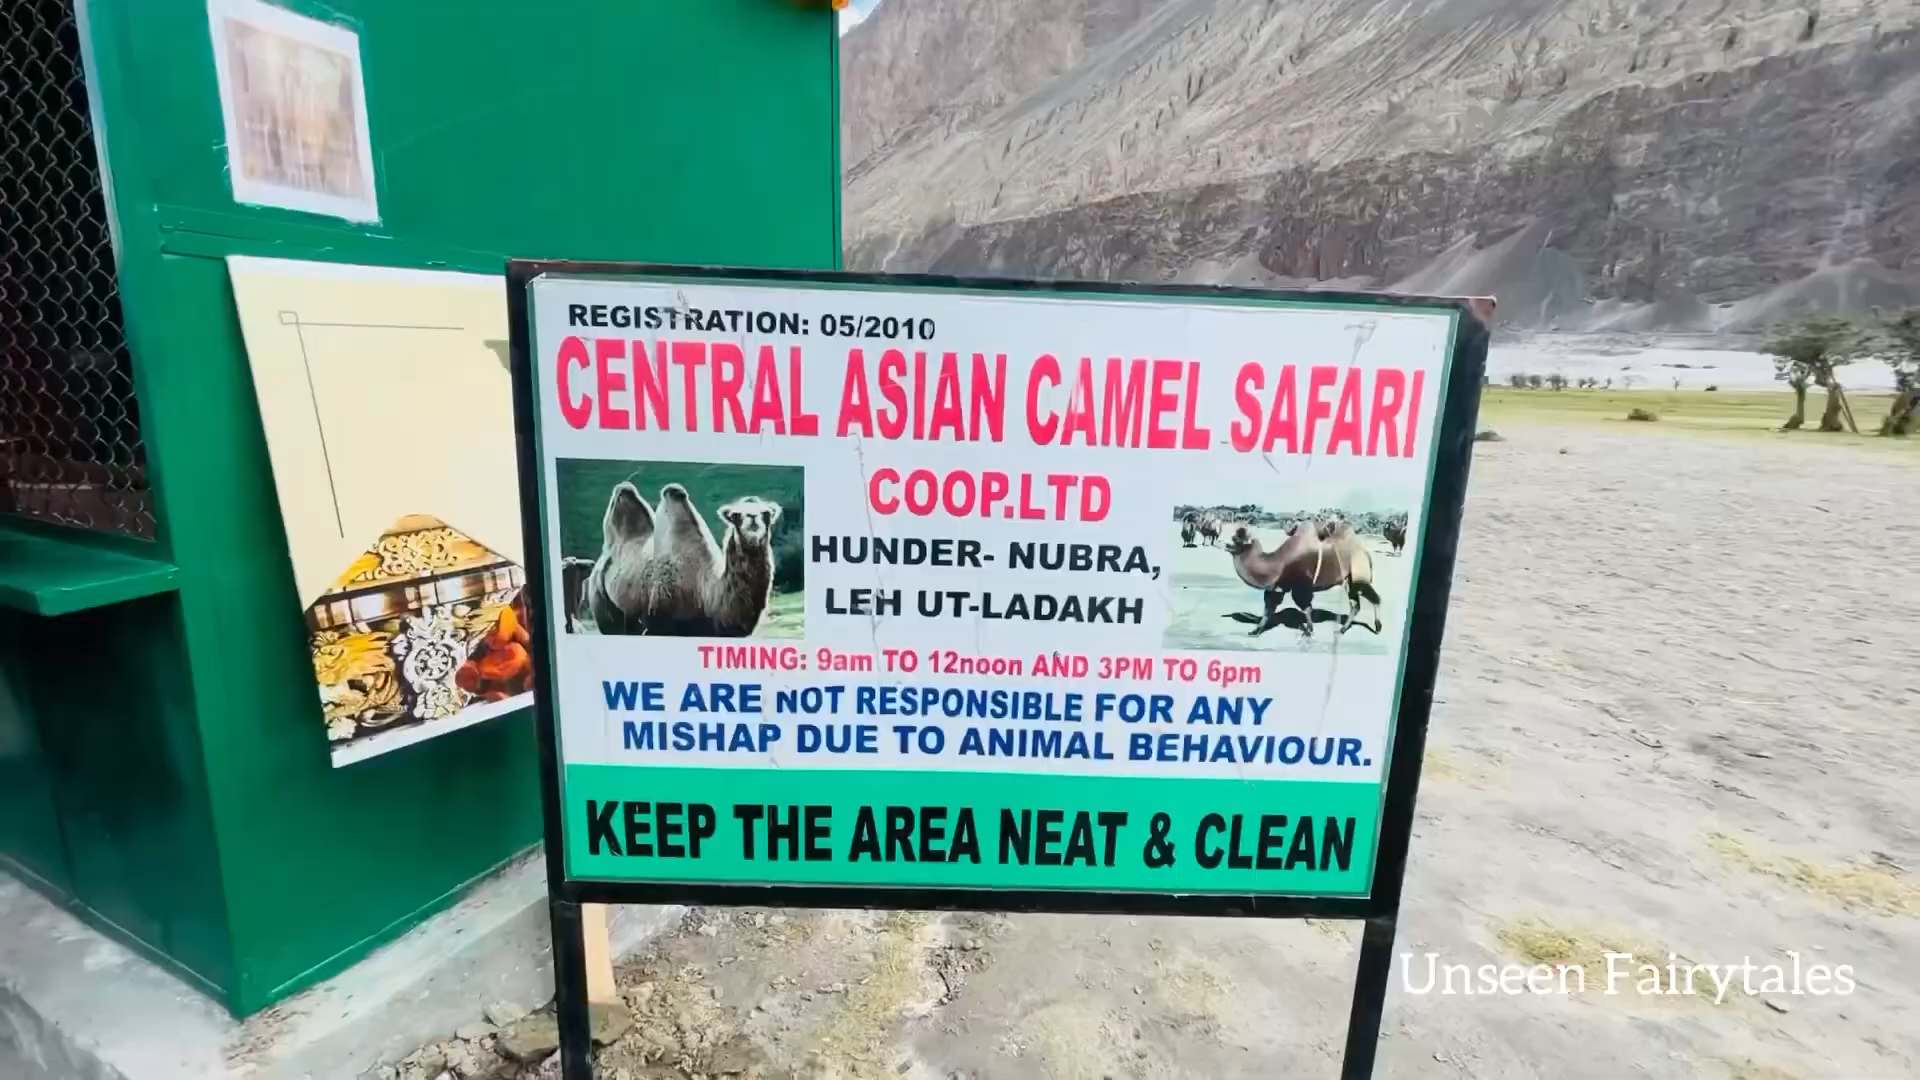 REGISTRATION: 05/2010
CENTRAL ASIAN CAMEL SAFARI
COOP.LTD
HUNDER- NUBRA,
LEH UT-LADAKH
TIMING: 9am TO 12noon AND 3PM TO 6pm
WE ARE NOT RESPONSIBLE FOR ANY
MISHAP DUE TO ANIMAL BEHAVIOUR.
KEEP THE AREA NEAT & CLEAN
Unseen Fairytales